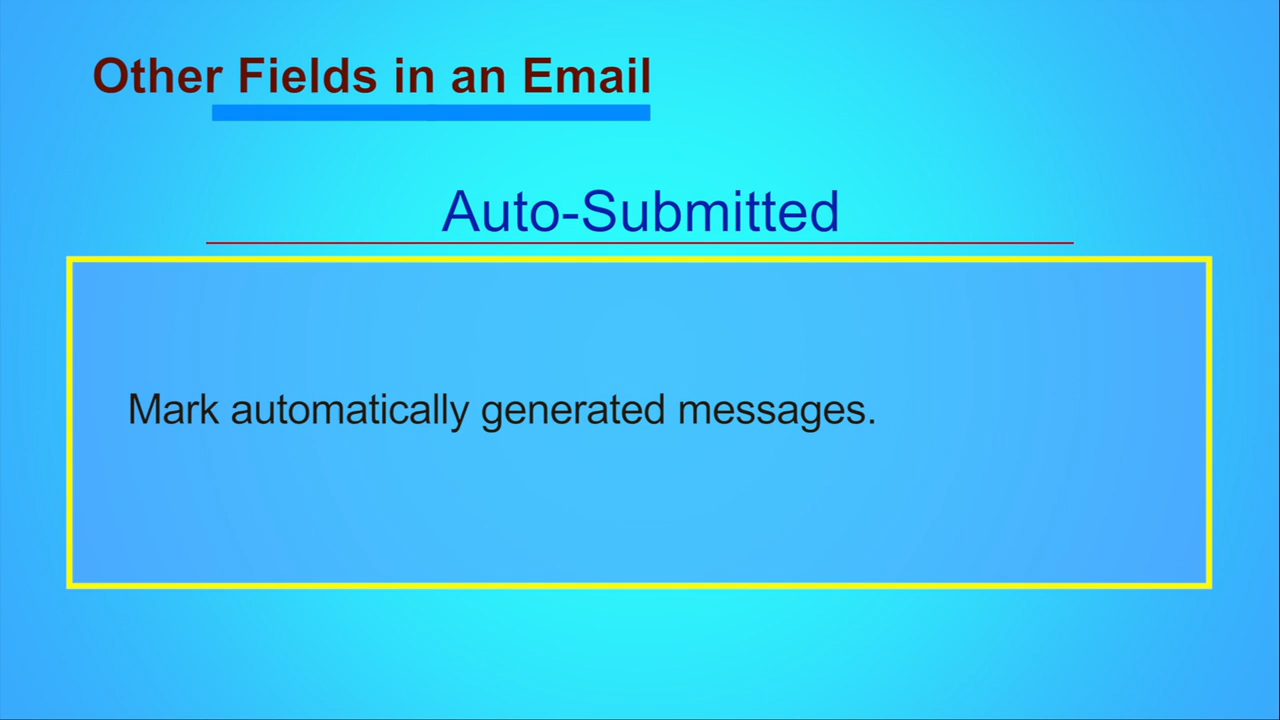 Other Fields in an Email
Auto-Submitted
Mark automatically generated messages.